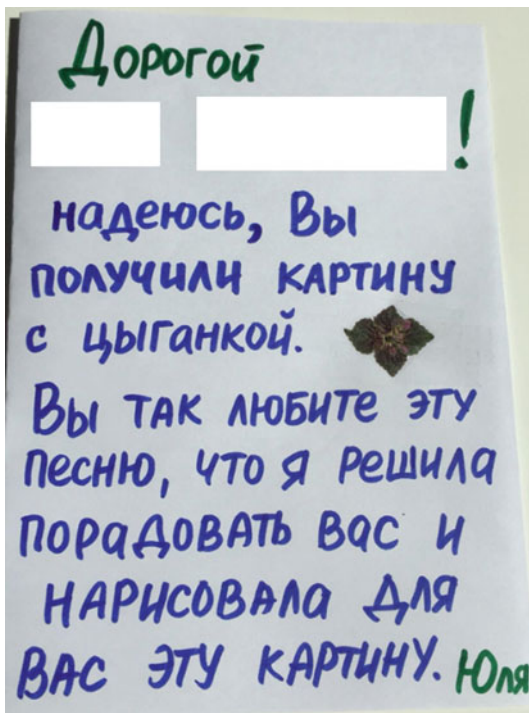 Дорогой
!
надеюсь, Вы
получили картину
с цыганкой.
Вы так любите эту
песню, что я решила
порадовать Вас и
нарисовала для
Вас эту картину. Юля